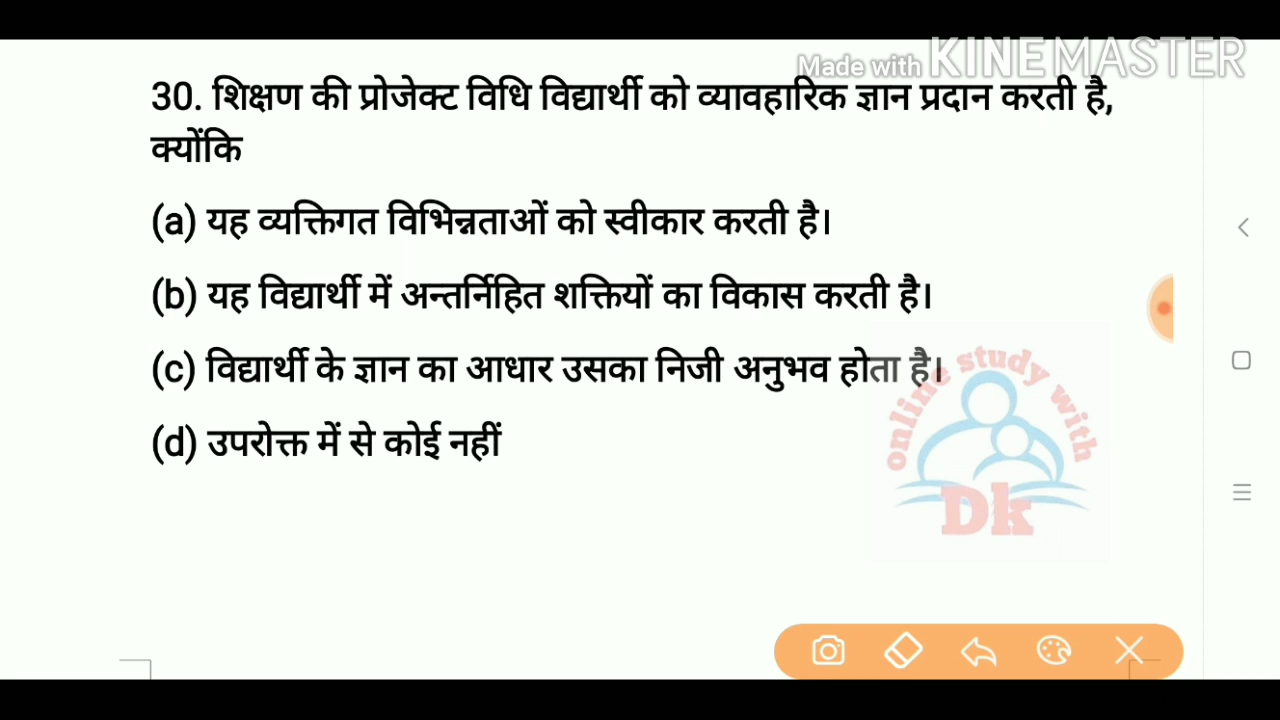 Made with KINEMASTER
30. शिक्षण की प्रोजेक्ट विधि विद्यार्थी को व्यावहारिक ज्ञान प्रदान करती है,
क्योंकि
(a) यह व्यक्तिगत विभिन्नताओं को स्वीकार करती है।
(b) यह विद्यार्थी में अन्तर्निहित शक्तियों का विकास करती है।
(c) विद्यार्थी के ज्ञान का आधार उसका निजी अनुभव होता है।
(d) उपरोक्त में से कोई नहीं
online study with
Dk